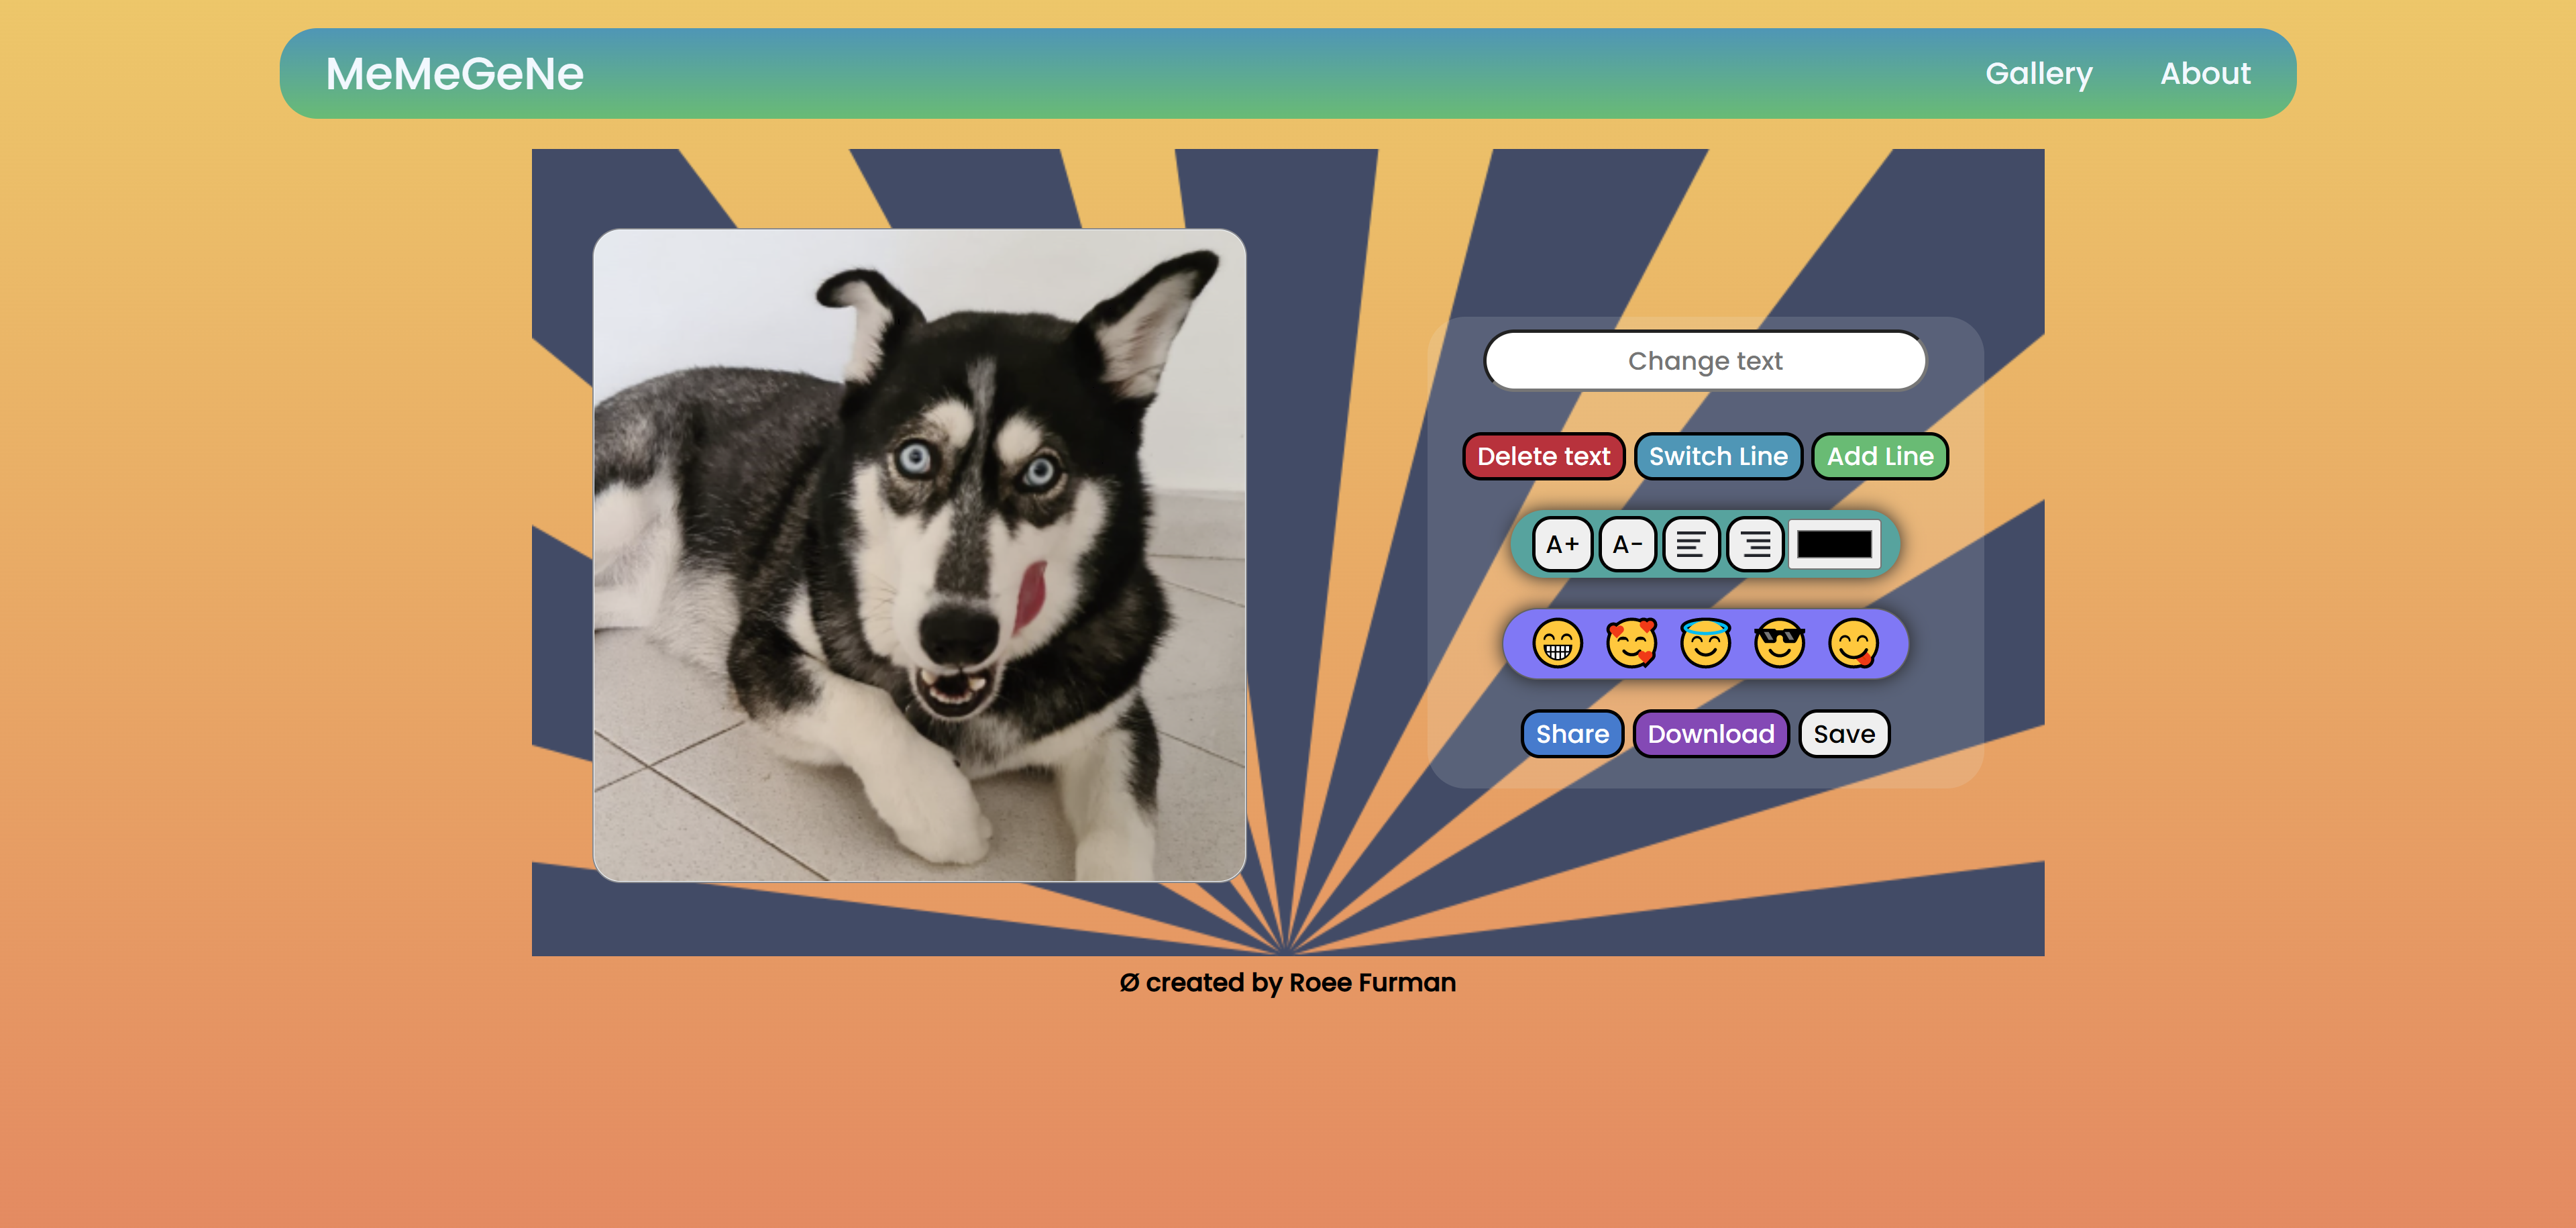 MeMeGeNe
Gallery About
Change text
Delete text Switch Line Add Line
A+ A-
Share Download Save
Ø created by Roee Furman